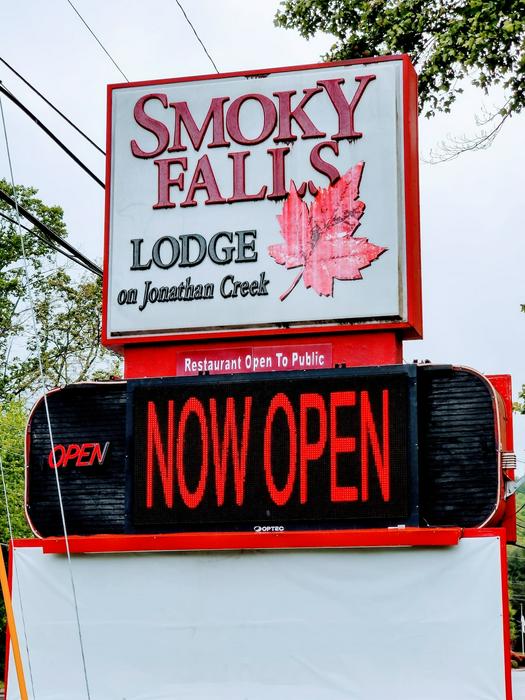 SMOKY
FALLS
LODGE
on Jonathan Creek
Restaurant Open To Public
NOW OPEN
OPEN
OPTEC